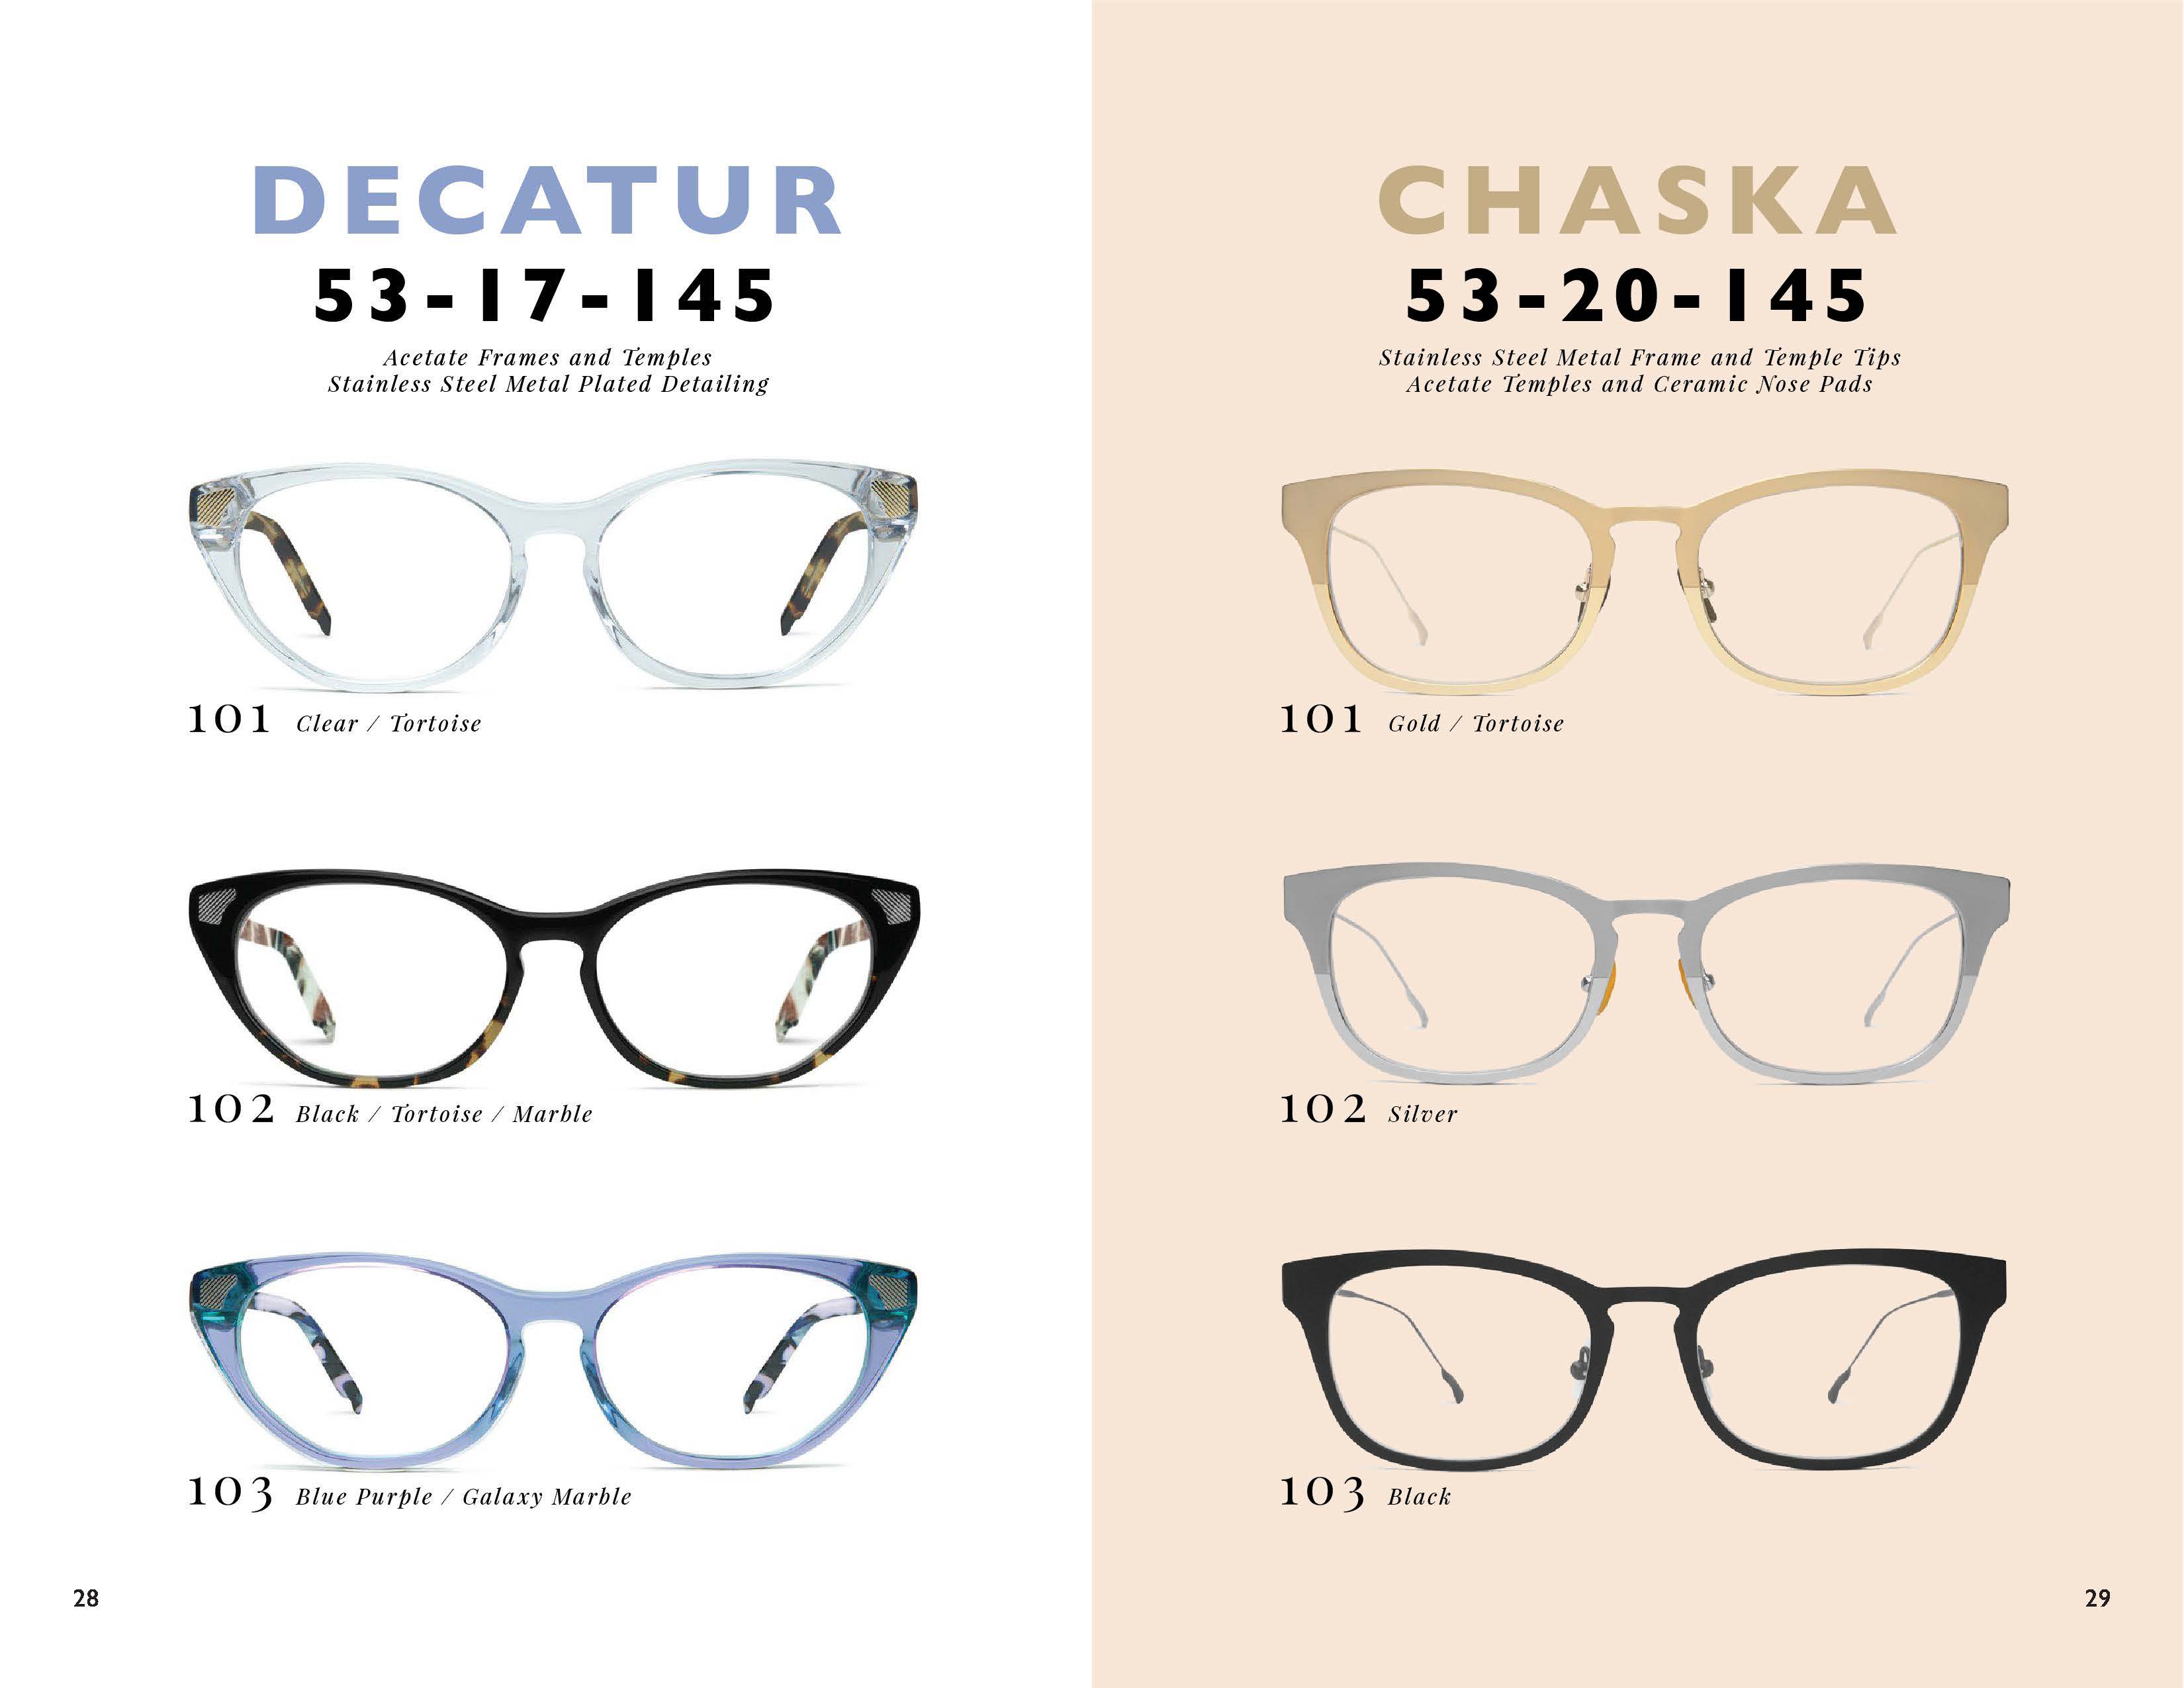 DECATUR
53-17-145
Acetate Frames and Temples
Stainless Steel Metal Plated Detailing
101 Clear / Tortoise
102 Black / Tortoise / Marble
103 Blue Purple / Galaxy Marble
28
CHASKA
53-20-145
Stainless Steel Metal Frame and Temple Tips
Acetate Temples and Ceramic Nose Pads
101 Gold / Tortoise
102 Silver
103 Black
29